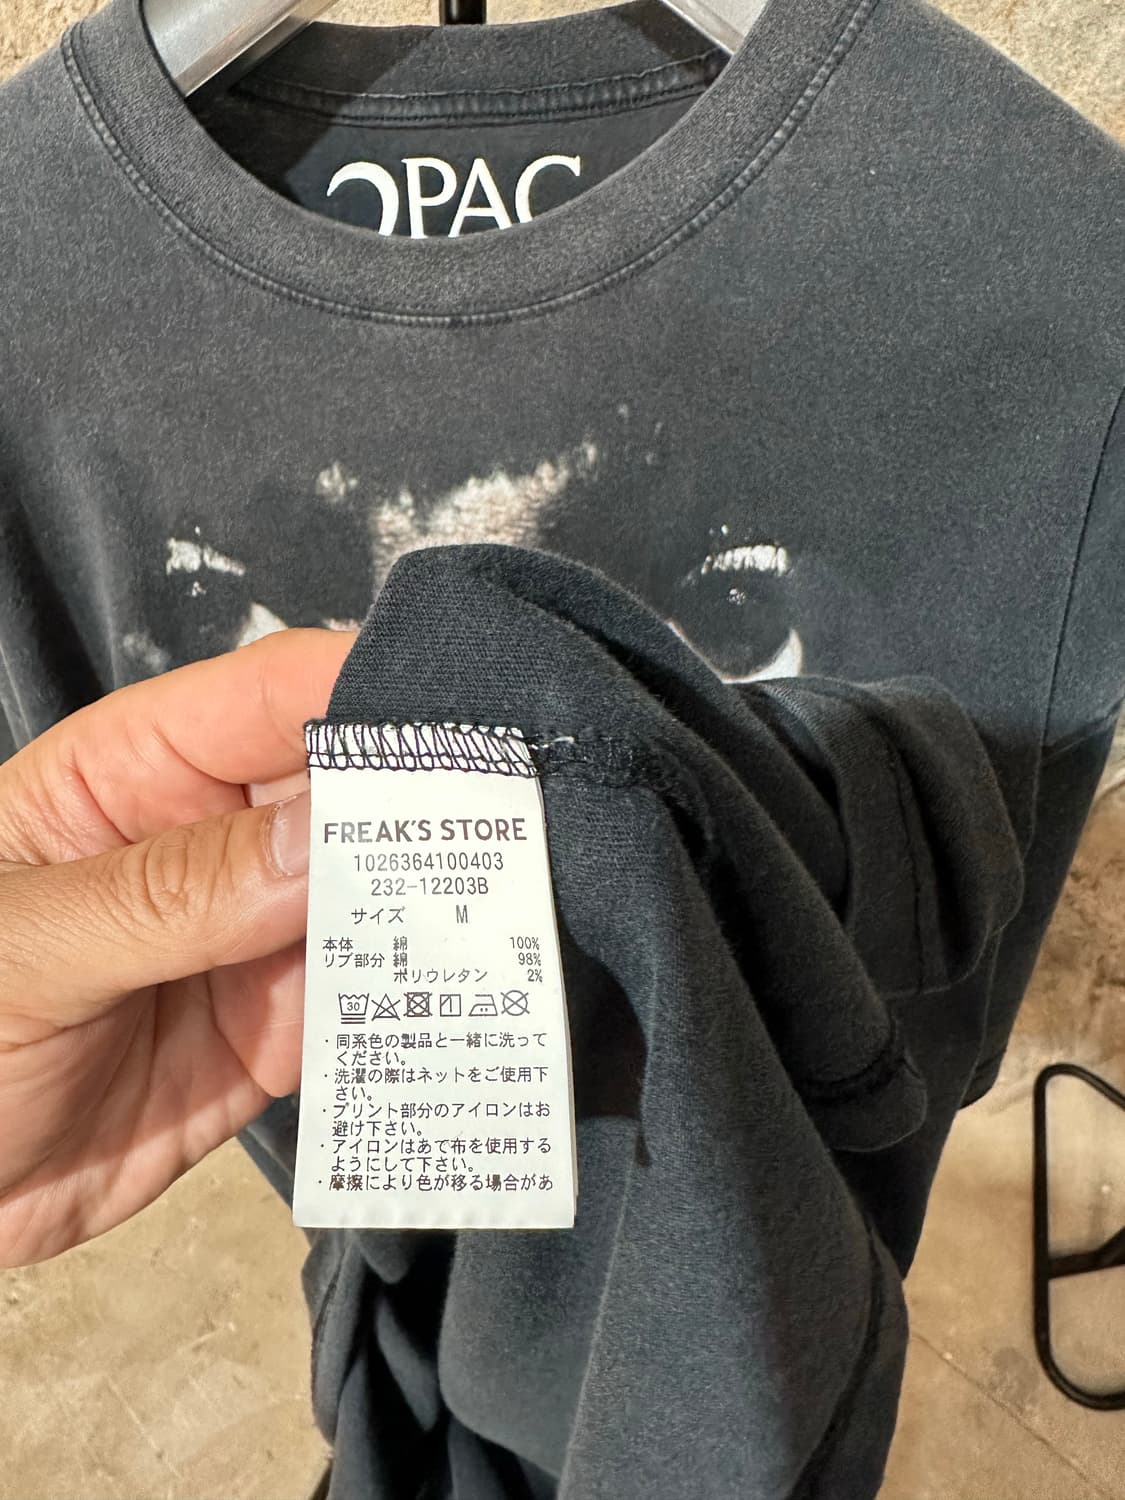 OPAC
FREAK'S STORE
1026364100403
232-12203B
サイズ M
本体 綿 100%
リブ部分 綿 98%
ポリウレタン 2%
30
・同系色の製品と一緒に洗って
ください。
・洗濯の際はネットをご使用下
さい。
・プリント部分のアイロンはお
避け下さい。
・アイロンはあて布を使用する
ようにして下さい。
・摩擦により色が移る場合があ